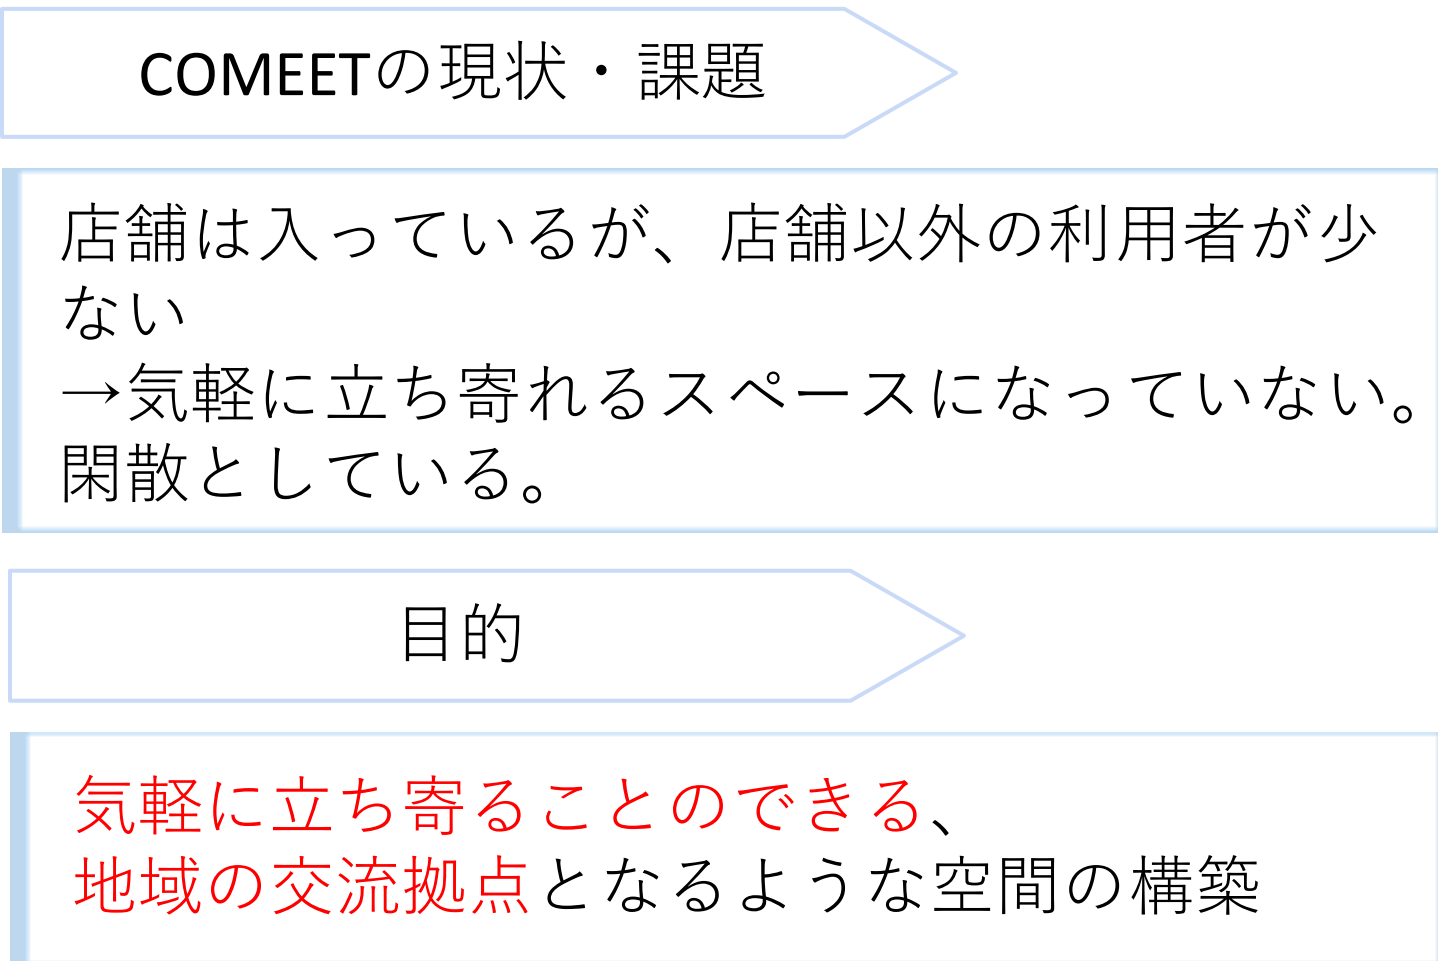 COMEETの現状・課題
店舗は入っているが、店舗以外の利用者が少
ない
→気軽に立ち寄れるスペースになっていない。
閑散としている。
目的
気軽に立ち寄ることのできる、
地域の交流拠点となるような空間の構築